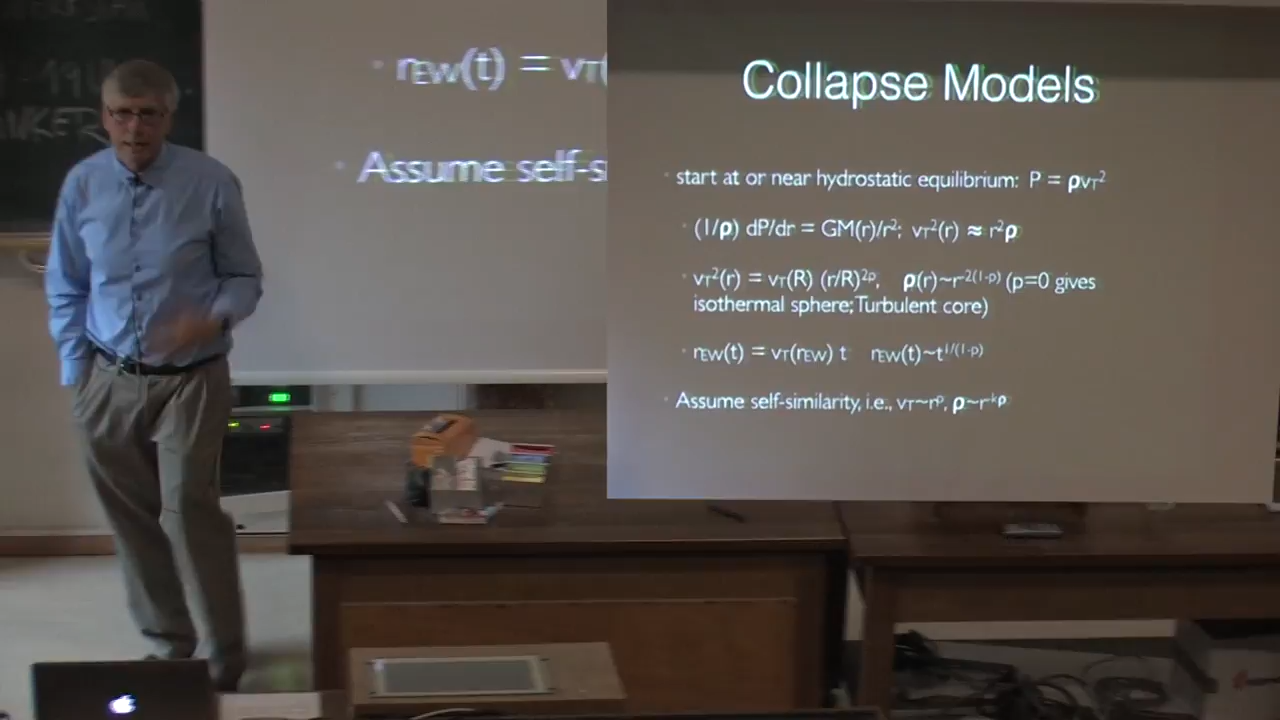 rEW(t) = vT(
Assume self-s
Collapse Models
start at or near hydrostatic equilibrium: P = ρvT²
(1/ρ) dP/dr = GM(r)/r²; vT²(r) ≈ r²ρ
vT²(r) = vT(R) (r/R)²ᵖ, ρ(r)~r⁻²⁽¹⁻ᵖ⁾ (p=0 gives
isothermal sphere; Turbulent core)
rEW(t) = vT(rEW) t rEW(t)~t¹/⁽¹⁻ᵖ⁾
Assume self-similarity, i.e., vT~rᵖ, ρ~r⁻ᵏρ